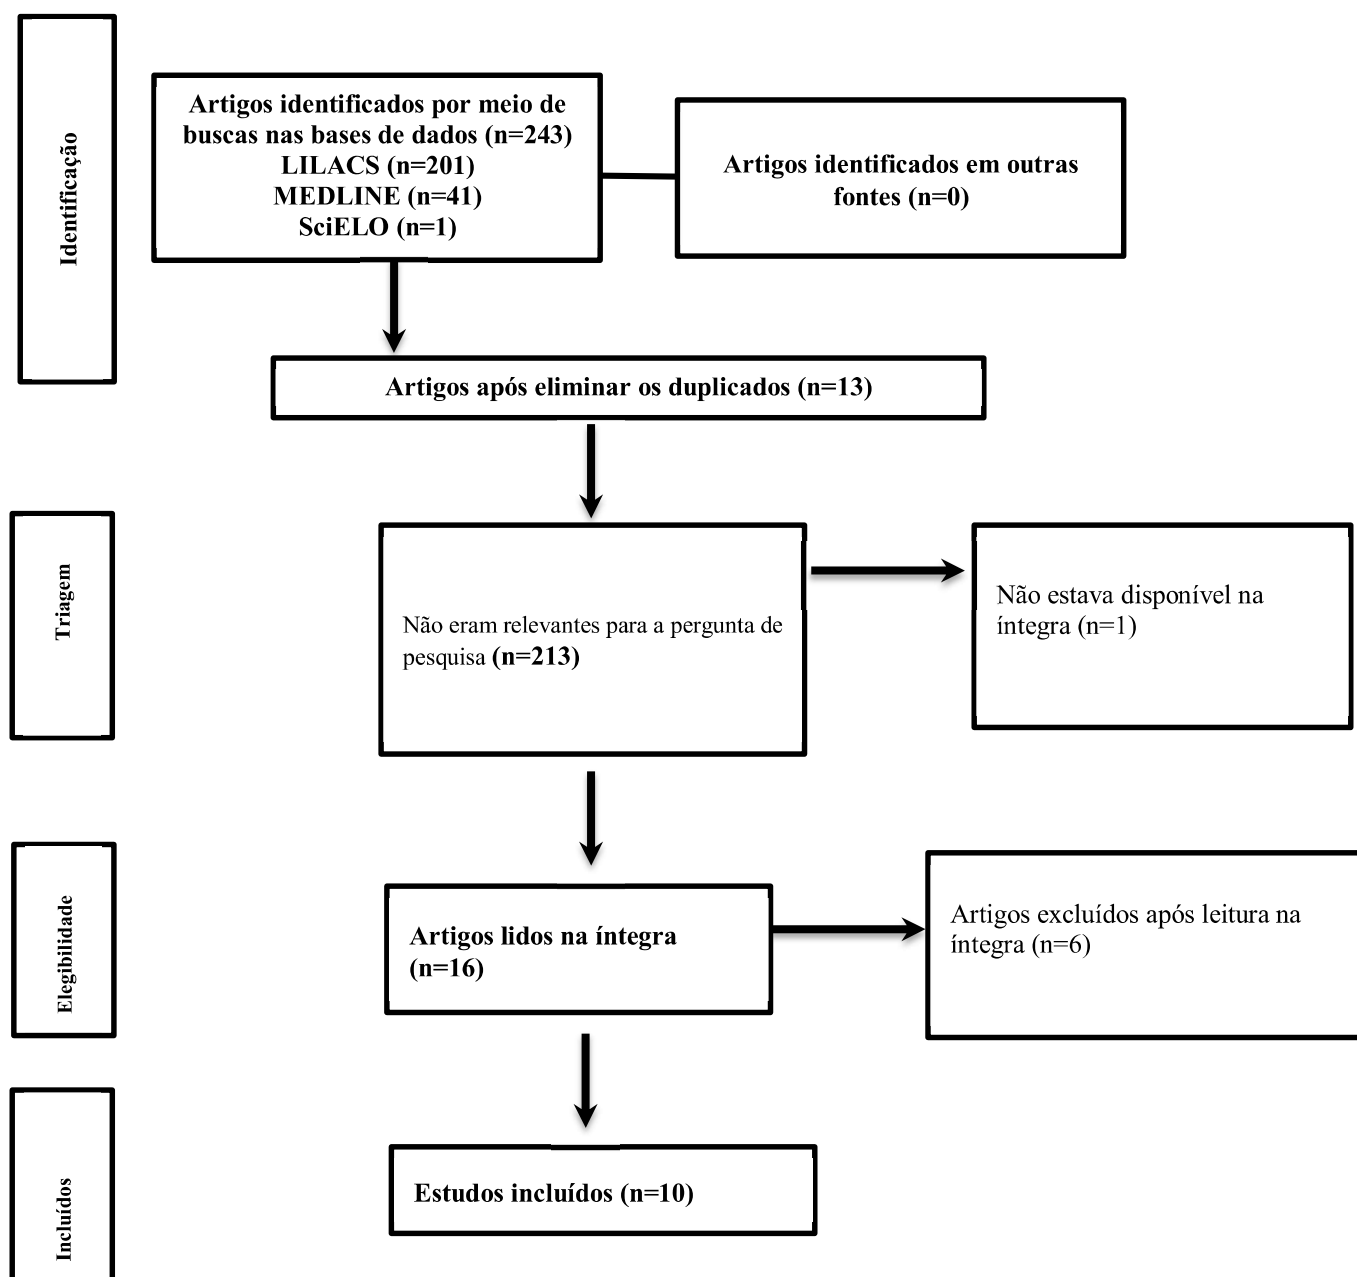 Identificação
Artigos identificados por meio de
buscas nas bases de dados (n=243)
LILACS (n=201)
MEDLINE (n=41)
SciELO (n=1)
Artigos identificados em outras
fontes (n=0)
Artigos após eliminar os duplicados (n=13)
Triagem
Não eram relevantes para a pergunta de
pesquisa (n=213)
Não estava disponível na
íntegra (n=1)
Elegibilidade
Artigos lidos na íntegra
(n=16)
Artigos excluídos após leitura na
íntegra (n=6)
Incluídos
Estudos incluídos (n=10)